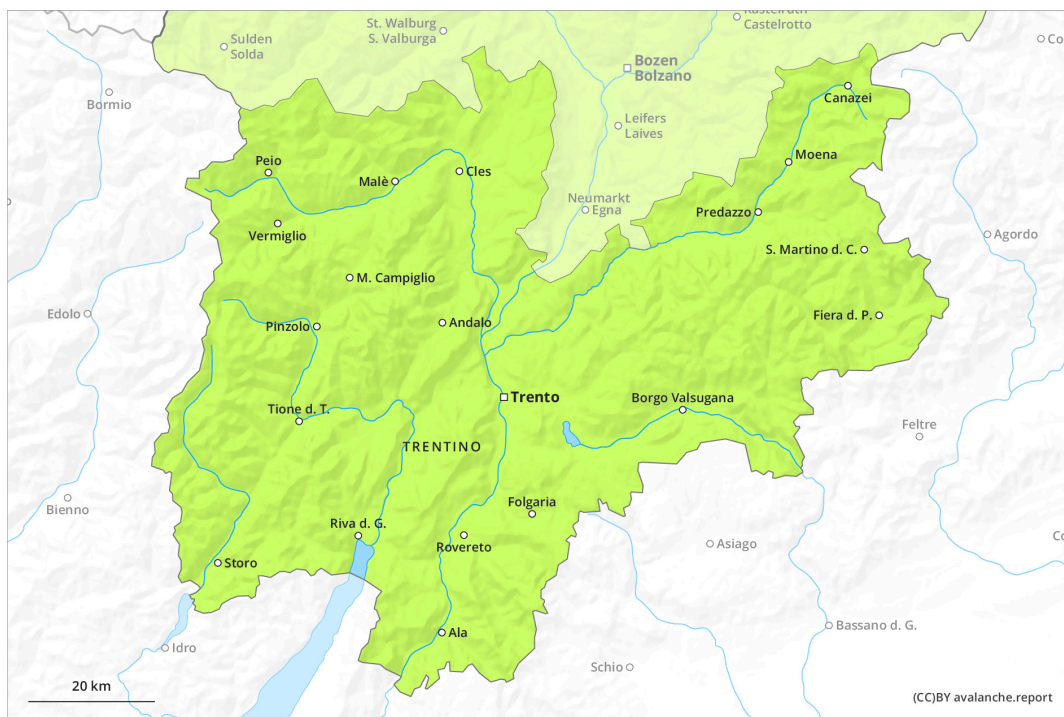 Kastelruth
Castelrotto
St. Walburg
S. Valburga
Sulden
Solda
Co
Bozen
Bolzano
Bormio
Canazei
Leifers
Laives
Moena
Peio
Cles
Malè
Neumarkt
Egna
Predazzo
Vermiglio
Agordo
S. Martino d. C.
M. Campiglio
Edolo
Fiera d. P.
Pinzolo
Andalo
Trento
Borgo Valsugana
Tione d. T.
Feltre
TRENTINO
Bienno
Folgaria
Riva d. G.
Rovereto
Asiago
Co
Storo
Bassano d. G.
Ala
Idro
Schio
20 km
(CC)BY avalanche.report